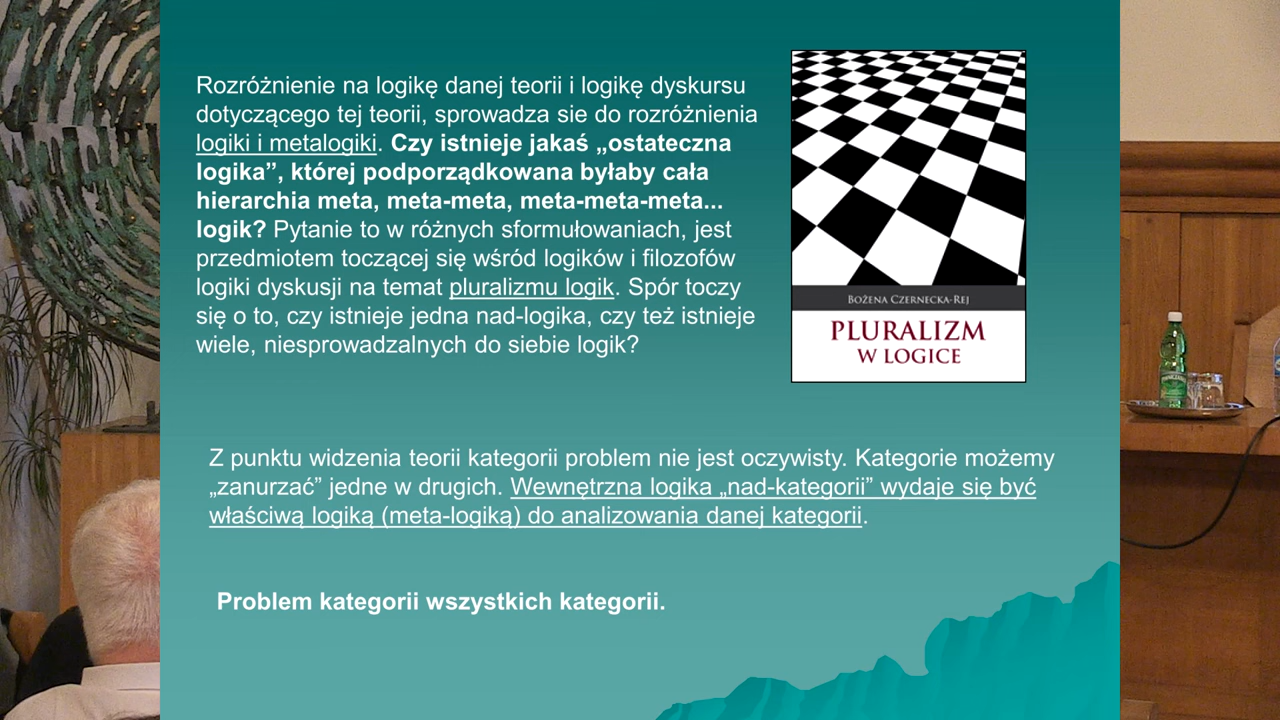 Rozróżnienie na logikę danej teorii i logikę dyskursu
dotyczącego tej teorii, sprowadza sie do rozróżnienia
logiki i metalogiki. Czy istnieje jakaś „ostateczna
logika”, której podporządkowana byłaby cała
hierarchia meta, meta-meta, meta-meta-meta...
logik? Pytanie to w różnych sformułowaniach, jest
przedmiotem toczącej się wśród logików i filozofów
logiki dyskusji na temat pluralizmu logik. Spór toczy
się o to, czy istnieje jedna nad-logika, czy też istnieje
wiele, niesprowadzalnych do siebie logik?
BOŻENA CZERNECKA-REJ
PLURALIZM
W LOGICE
Z punktu widzenia teorii kategorii problem nie jest oczywisty. Kategorie możemy
„zanurzać” jedne w drugich. Wewnętrzna logika „nad-kategorii” wydaje się być
właściwą logiką (meta-logiką) do analizowania danej kategorii.
Problem kategorii wszystkich kategorii.